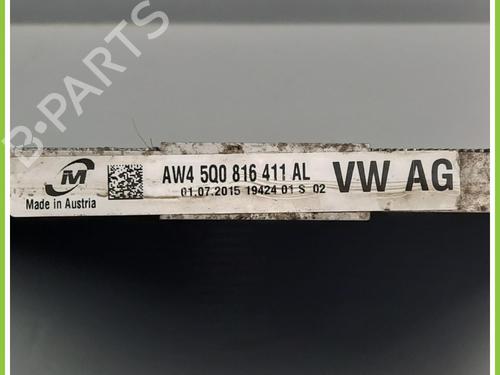 B-PARTS
M
AW4 5Q0 816 411 AL
VW AG
Made in Austria
01.07.2015 19424 01 S 02